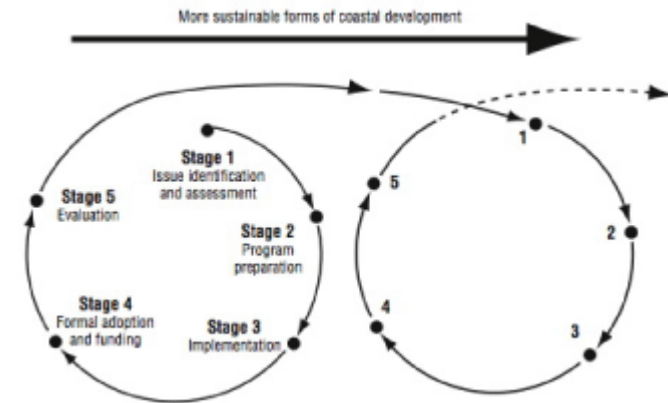 More sustainable forms of coastal development
Stage 1
Issue identification
and assessment
Stage 2
Program
preparation
Stage 3
Implementation
Stage 4
Formal adoption
and funding
Stage 5
Evaluation
1
2
3
4
5